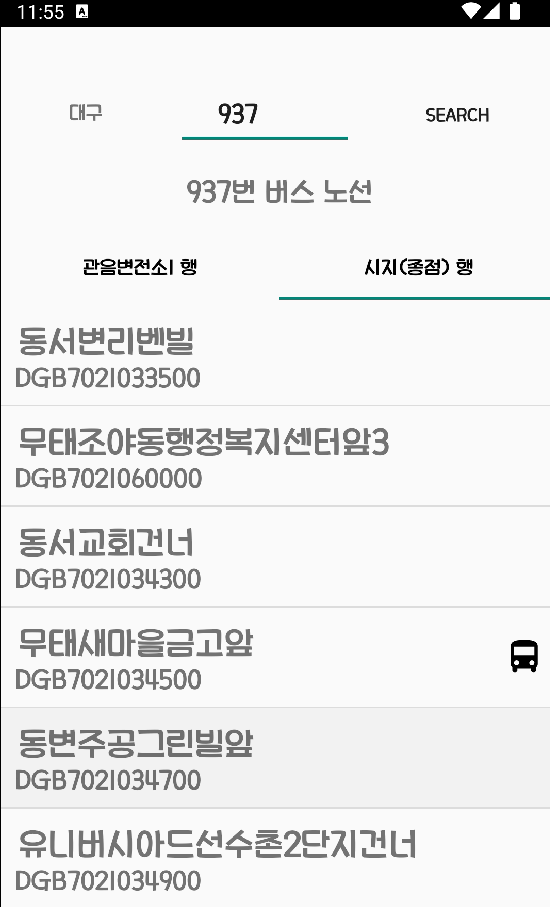 11:55 A
대구 937 SEARCH
937번 버스 노선
관음변전소1 행 시지(종점) 행
동서변리벤빌
DGB7021033500
무태조야동행정복지센터앞3
DGB7021060000
동서교회건너
DGB7021034300
무태새마을금고앞
DGB7021034500
동변주공그린빌앞
DGB7021034700
유니버시아드선수촌2단지건너
DGB7021034900